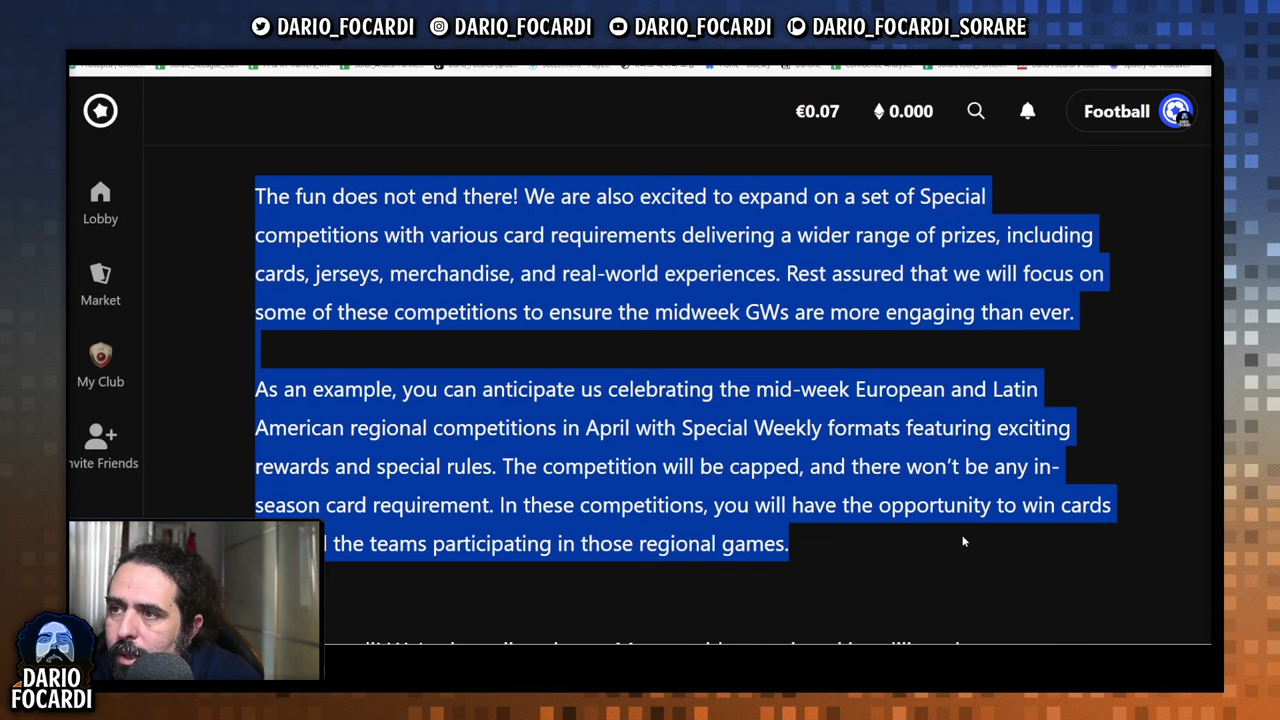 DARIO_FOCARDI DARIO_FOCARDI DARIO_FOCARDI DARIO_FOCARDI_SORARE
€0.07 0.000 Football
Lobby
Market
My Club
nvite Friends
The fun does not end there! We are also excited to expand on a set of Special
competitions with various card requirements delivering a wider range of prizes, including
cards, jerseys, merchandise, and real-world experiences. Rest assured that we will focus on
some of these competitions to ensure the midweek GWs are more engaging than ever.
As an example, you can anticipate us celebrating the mid-week European and Latin
American regional competitions in April with Special Weekly formats featuring exciting
rewards and special rules. The competition will be capped, and there won’t be any in-
season card requirement. In these competitions, you will have the opportunity to win cards
the teams participating in those regional games.
DARIO
FOCARDI